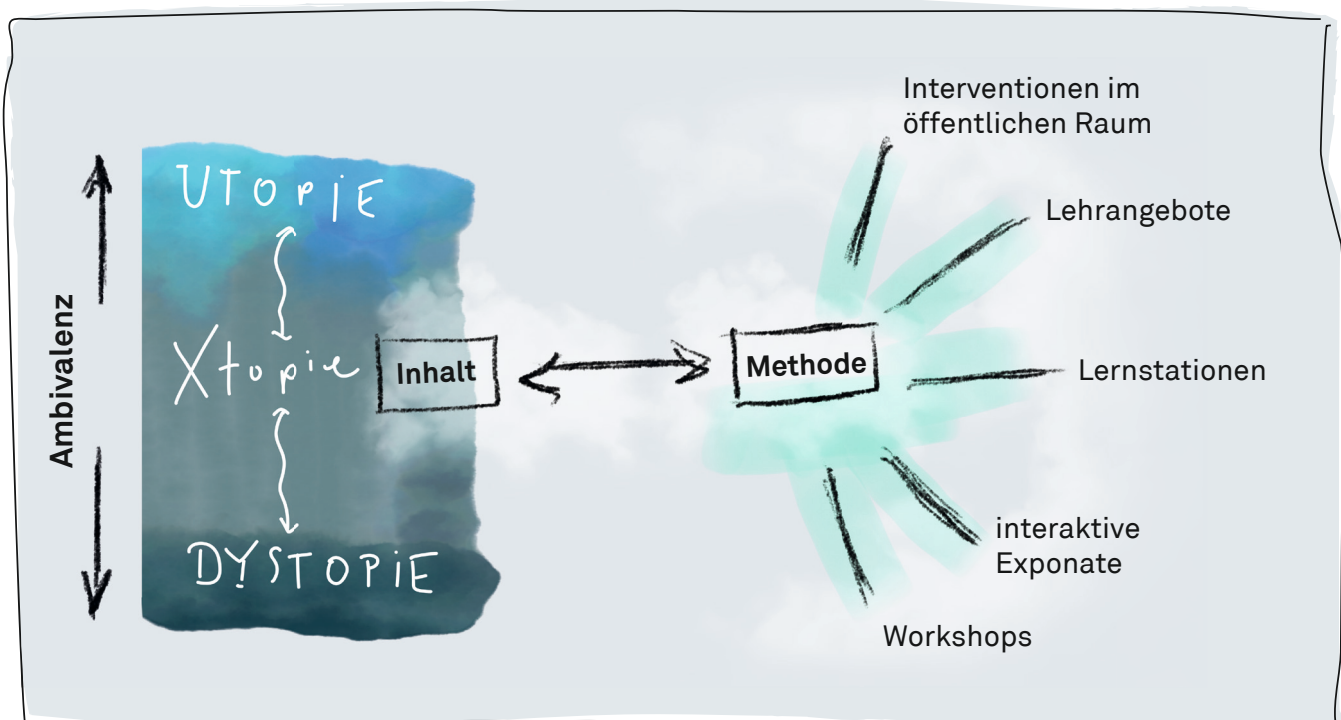 Ambivalenz
UTOPIE
Xtopie
DYSTOPIE
Inhalt
Methode
Interventionen im
öffentlichen Raum
Lehrangebote
Lernstationen
interaktive
Exponate
Workshops